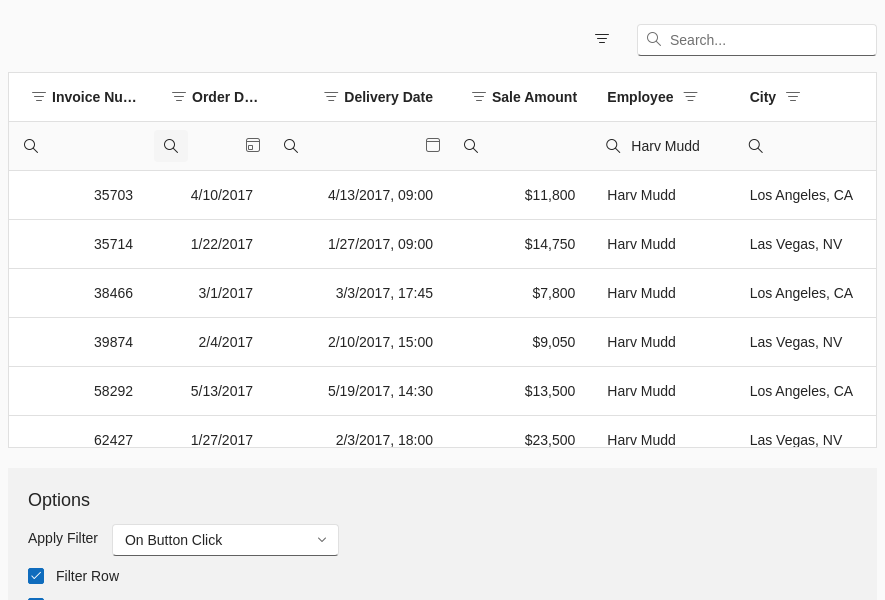 Search...
Invoice Nu... Order D... Delivery Date Sale Amount Employee City
Harv Mudd
35703 4/10/2017 4/13/2017, 09:00 $11,800 Harv Mudd Los Angeles, CA
35714 1/22/2017 1/27/2017, 09:00 $14,750 Harv Mudd Las Vegas, NV
38466 3/1/2017 3/3/2017, 17:45 $7,800 Harv Mudd Los Angeles, CA
39874 2/4/2017 2/10/2017, 15:00 $9,050 Harv Mudd Las Vegas, NV
58292 5/13/2017 5/19/2017, 14:30 $13,500 Harv Mudd Los Angeles, CA
62427 1/27/2017 2/3/2017, 18:00 $23,500 Harv Mudd Las Vegas, NV
Options
Apply Filter On Button Click
Filter Row